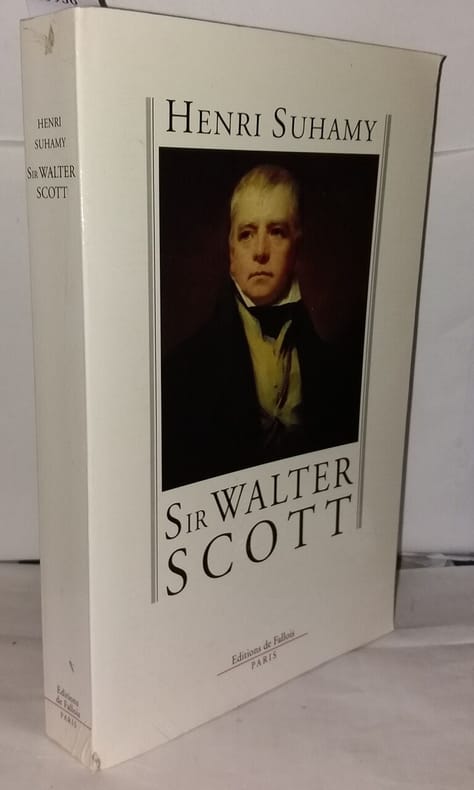 HENRI
SUHAMY
SIR WALTER
SCOTT
Editions
de Fallois
PARIS
HENRI SUHAMY
SIR WALTER
SCOTT
Editions de Fallois
PARIS